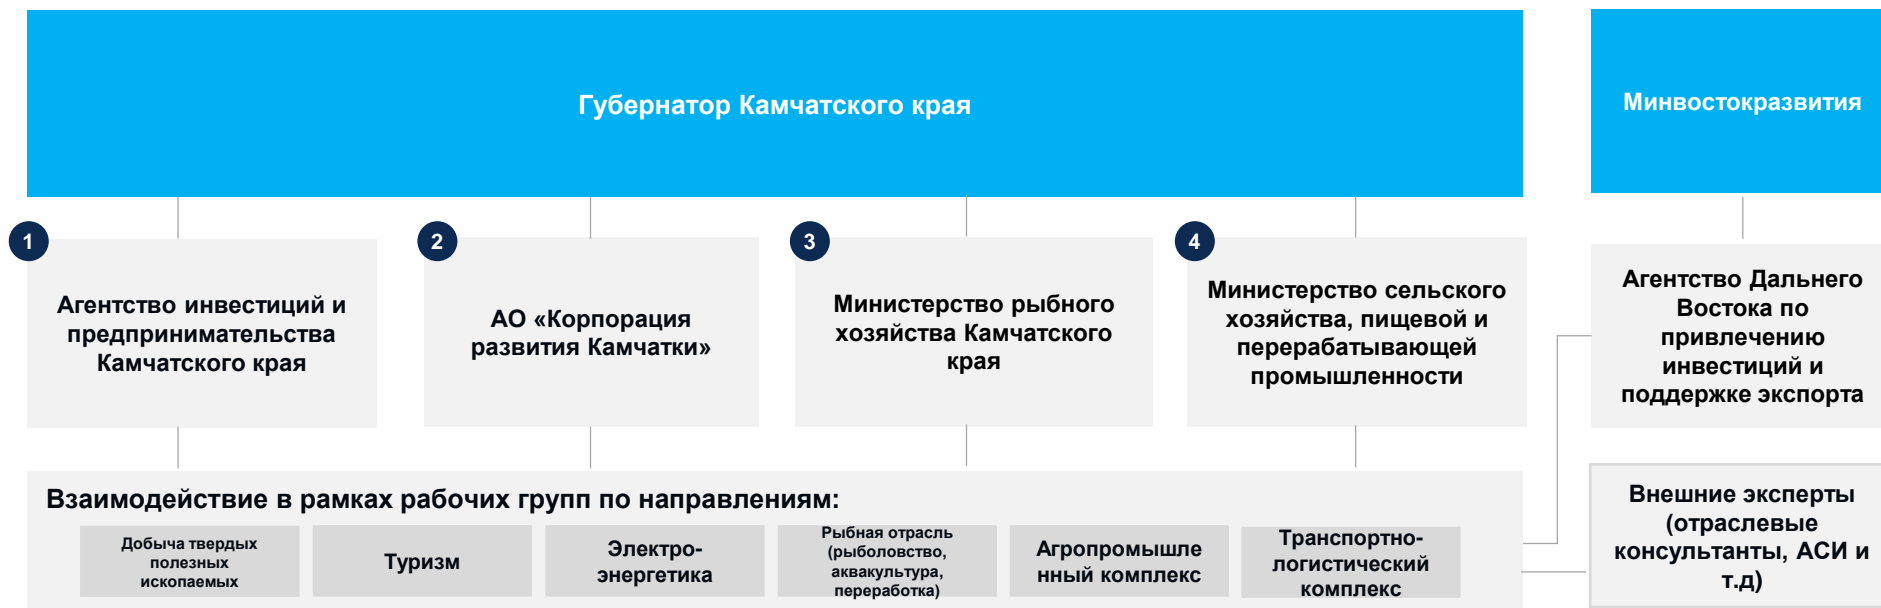 Губернатор Камчатского края
Минвостокразвития
1
Агентство инвестиций и
предпринимательства
Камчатского края
2
АО «Корпорация
развития Камчатки»
3
Министерство рыбного
хозяйства Камчатского
края
4
Министерство сельского
хозяйства, пищевой и
перерабатывающей
промышленности
Агентство Дальнего
Востока по
привлечению
инвестиций и
поддержке экспорта
Взаимодействие в рамках рабочих групп по направлениям:
Добыча твердых
полезных
ископаемых
Туризм
Электро-
энергетика
Рыбная отрасль
(рыболовство,
аквакультура,
переработка)
Агропромышле
нный комплекс
Транспортно-
логистический
комплекс
Внешние эксперты
(отраслевые
консультанты, АСИ и
т.д)